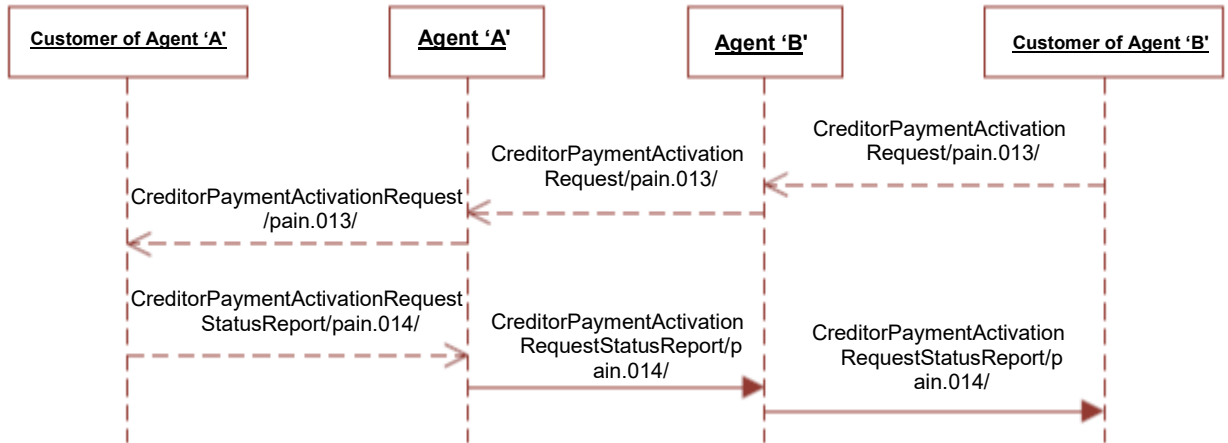 Customer of Agent ‘A'
Agent ‘A'
Agent ‘B'
Customer of Agent ‘B'
CreditorPaymentActivation
Request/pain.013/
CreditorPaymentActivation
Request/pain.013/
CreditorPaymentActivationRequest
/pain.013/
CreditorPaymentActivationRequest
StatusReport/pain.014/
CreditorPaymentActivation
RequestStatusReport/p
ain.014/
CreditorPaymentActivation
RequestStatusReport/p
ain.014/